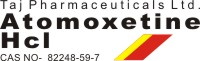 Taj Pharmaceuticals Ltd.
Atomoxetine
Hcl
CAS NO- 82248-59-7